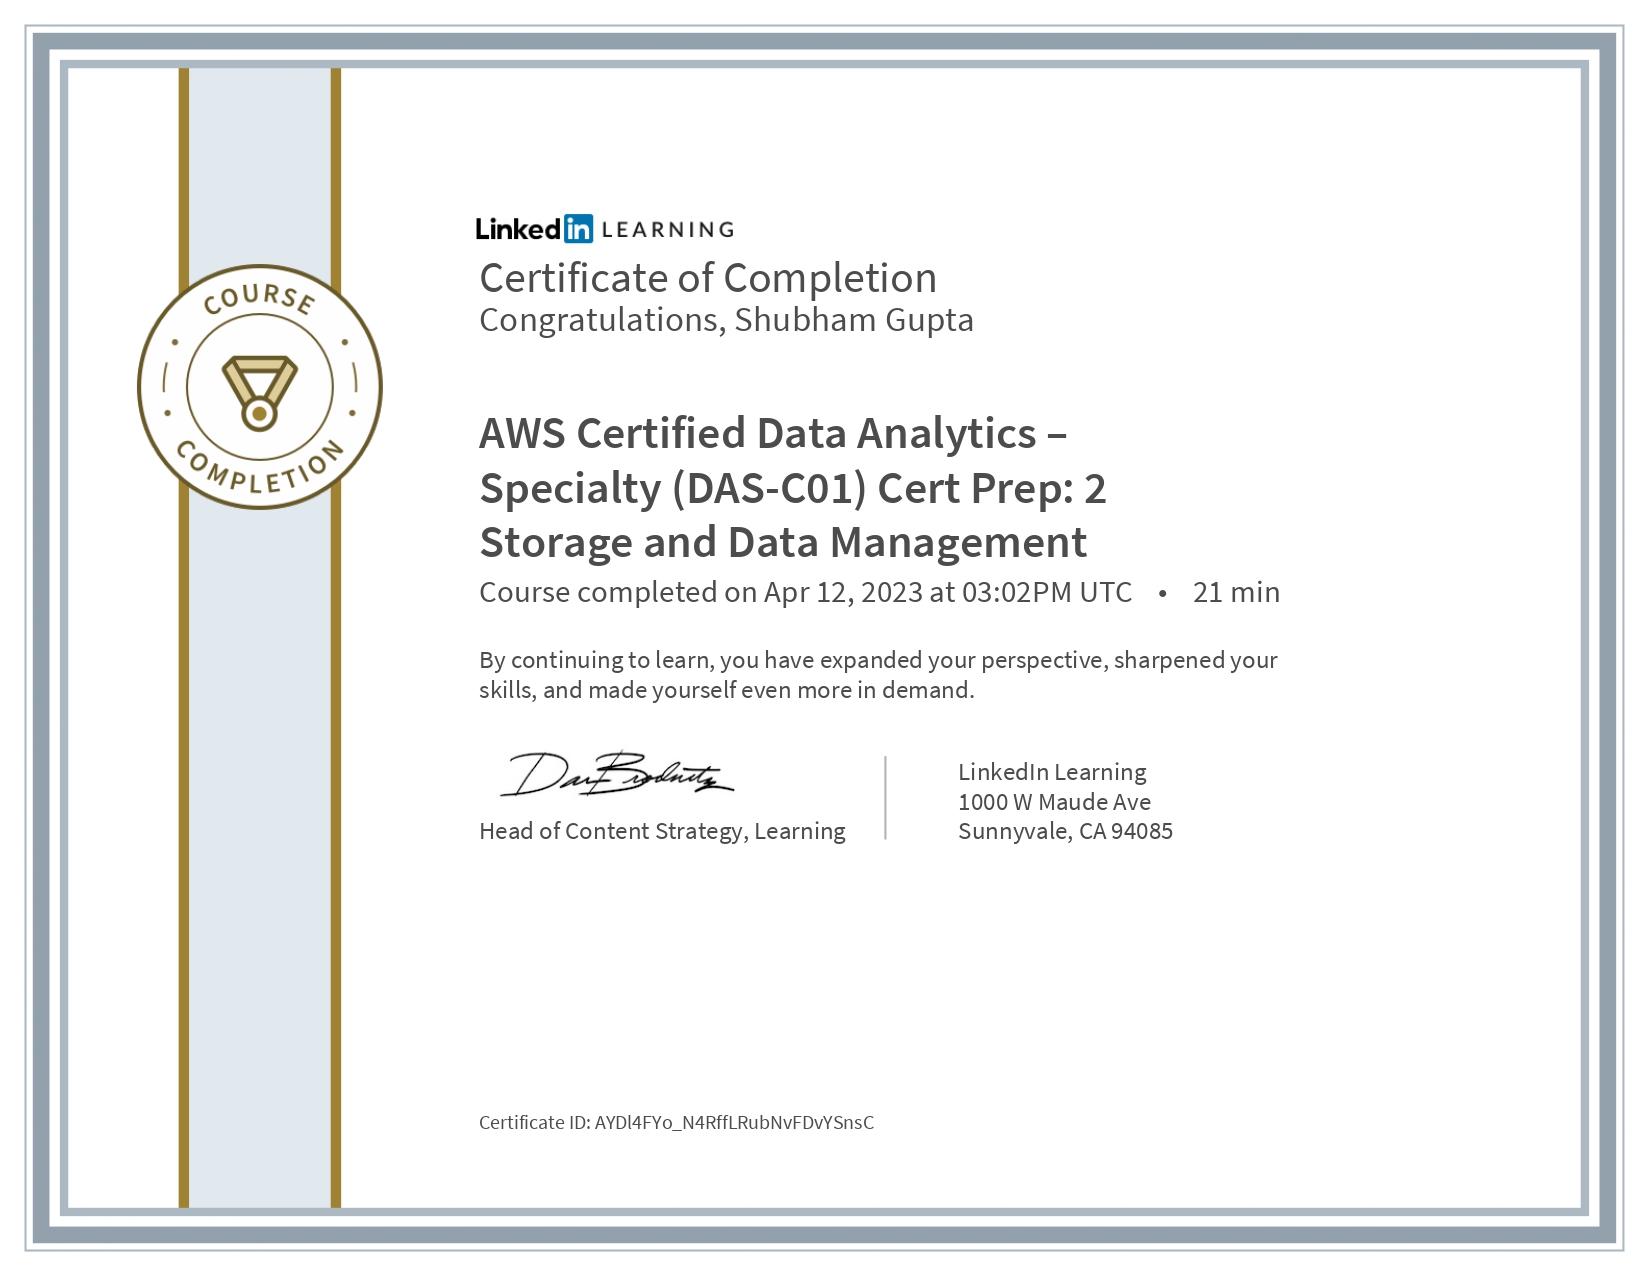 COURSE
COMPLETION
Linked in LEARNING
Certificate of Completion
Congratulations, Shubham Gupta
AWS Certified Data Analytics –
Specialty (DAS-C01) Cert Prep: 2
Storage and Data Management
Course completed on Apr 12, 2023 at 03:02PM UTC • 21 min
By continuing to learn, you have expanded your perspective, sharpened your
skills, and made yourself even more in demand.
Dan Brodnitz
Head of Content Strategy, Learning
LinkedIn Learning
1000 W Maude Ave
Sunnyvale, CA 94085
Certificate ID: AYDl4FYo_N4RffLRubNvFDvYSnsC